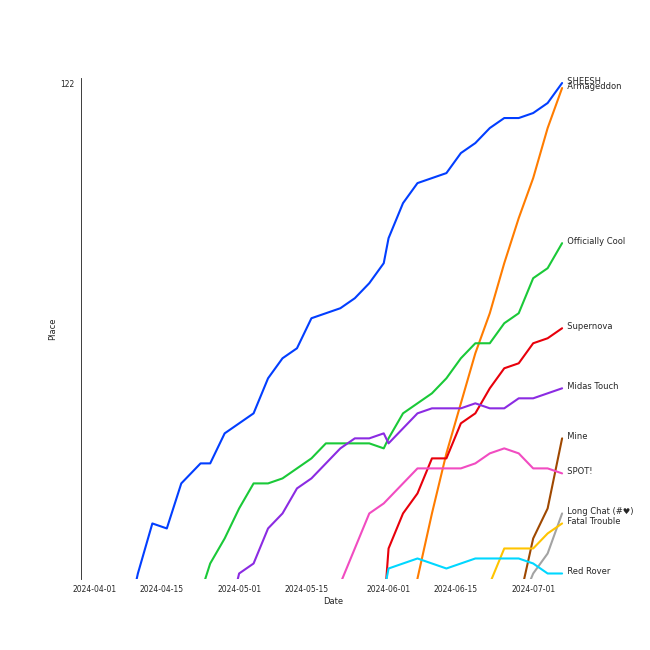 SHEESH
122
Armageddon
Officially Cool
Place
Supernova
Midas Touch
Mine
SPOT!
Long Chat (#♥)
Fatal Trouble
Red Rover
2024-04-01 2024-04-15 2024-05-01 2024-05-15 2024-06-01 2024-06-15 2024-07-01
Date